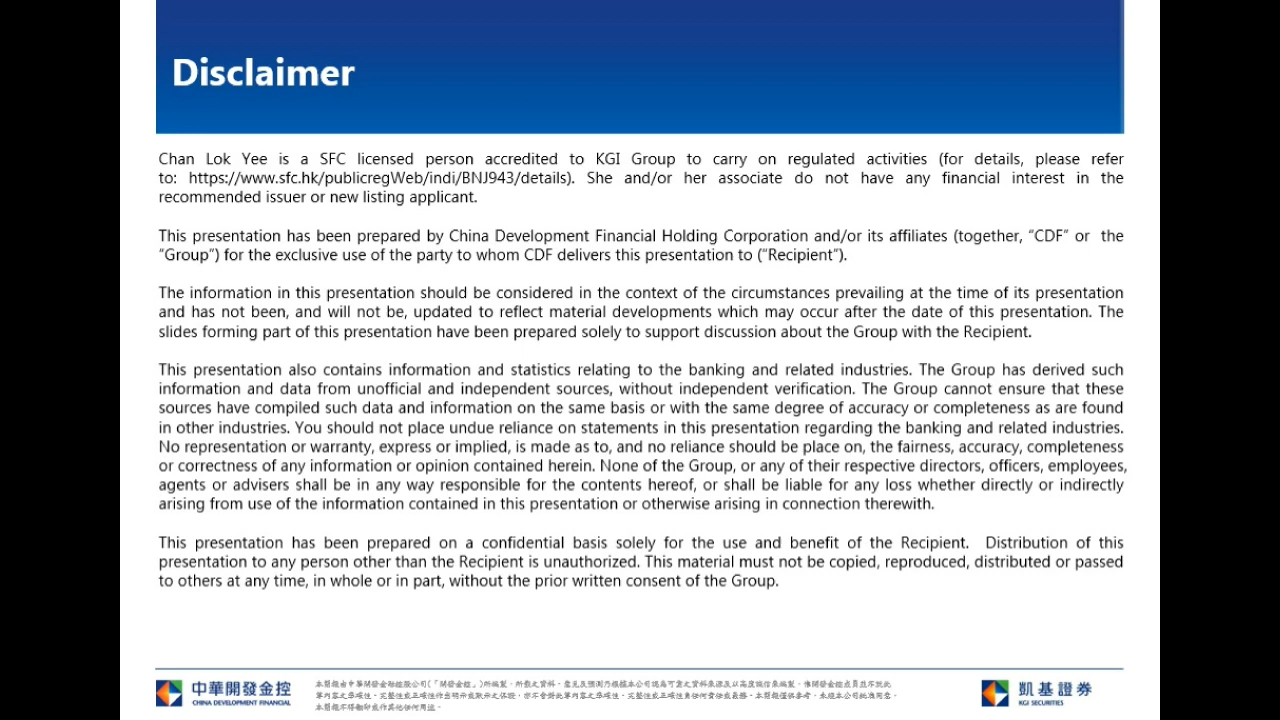 Disclaimer
Chan Lok Yee is a SFC licensed person accredited to KGI Group to carry on regulated activities (for details, please refer
to: https://www.sfc.hk/publicregWeb/indi/BNJ943/details). She and/or her associate do not have any financial interest in the
recommended issuer or new listing applicant.
This presentation has been prepared by China Development Financial Holding Corporation and/or its affiliates (together, “CDF” or the
“Group”) for the exclusive use of the party to whom CDF delivers this presentation to (“Recipient”).
The information in this presentation should be considered in the context of the circumstances prevailing at the time of its presentation
and has not been, and will not be, updated to reflect material developments which may occur after the date of this presentation. The
slides forming part of this presentation have been prepared solely to support discussion about the Group with the Recipient.
This presentation also contains information and statistics relating to the banking and related industries. The Group has derived such
information and data from unofficial and independent sources, without independent verification. The Group cannot ensure that these
sources have compiled such data and information on the same basis or with the same degree of accuracy or completeness as are found
in other industries. You should not place undue reliance on statements in this presentation regarding the banking and related industries.
No representation or warranty, express or implied, is made as to, and no reliance should be place on, the fairness, accuracy, completeness
or correctness of any information or opinion contained herein. None of the Group, or any of their respective directors, officers, employees,
agents or advisers shall be in any way responsible for the contents hereof, or shall be liable for any loss whether directly or indirectly
arising from use of the information contained in this presentation or otherwise arising in connection therewith.
This presentation has been prepared on a confidential basis solely for the use and benefit of the Recipient. Distribution of this
presentation to any person other than the Recipient is unauthorized. This material must not be copied, reproduced, distributed or passed
to others at any time, in whole or in part, without the prior written consent of the Group.
中華開發金控
CHINA DEVELOPMENT FINANCIAL
凱基證券
KGI SECURITIES